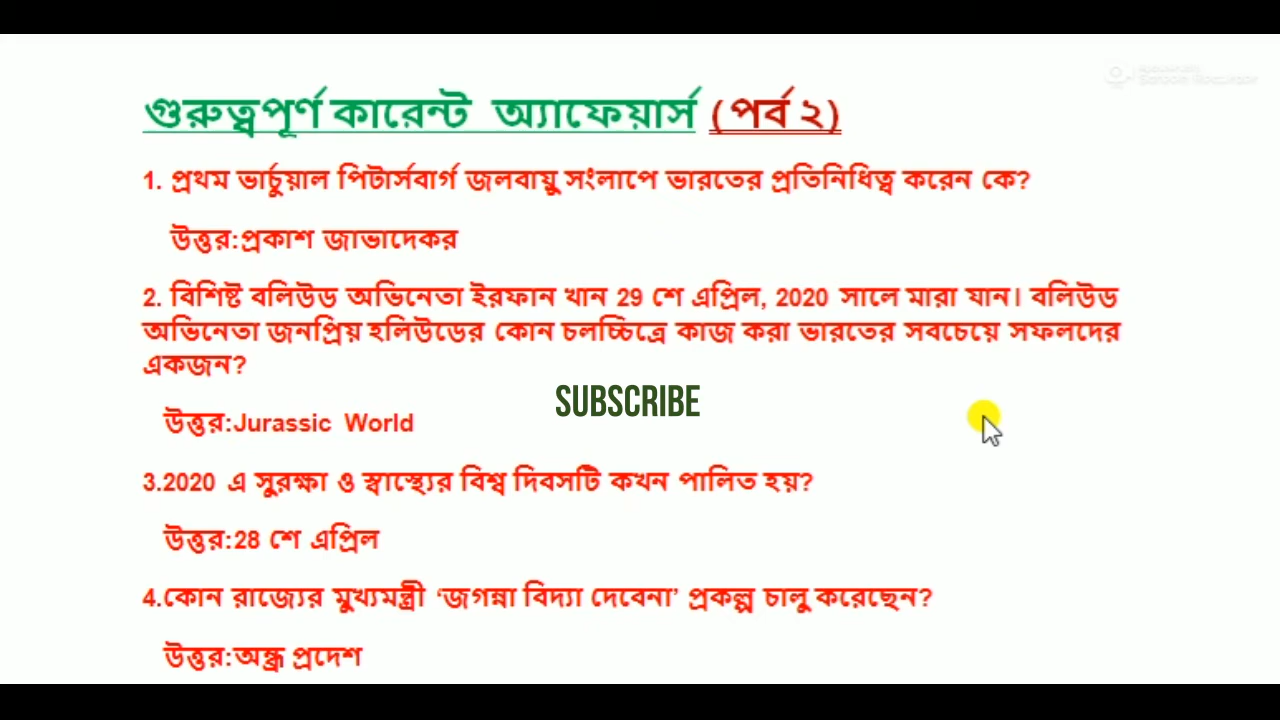 গুরুত্বপূর্ণ কারেন্ট অ্যাফেয়ার্স (পর্ব ২)
1. প্রথম ভার্চুয়াল পিটার্সবার্গ জলবায়ু সংলাপে ভারতের প্রতিনিধিত্ব করেন কে?
উত্তর:প্রকাশ জাভাদেকর
2. বিশিষ্ট বলিউড অভিনেতা ইরফান খান 29 শে এপ্রিল, 2020 সালে মারা যান। বলিউড
অভিনেতা জনপ্রিয় হলিউডের কোন চলচ্চিত্রে কাজ করা ভারতের সবচেয়ে সফলদের
একজন?
SUBSCRIBE
উত্তর:Jurassic World
3.2020 এ সুরক্ষা ও স্বাস্থ্যের বিশ্ব দিবসটি কখন পালিত হয়?
উত্তর:28 শে এপ্রিল
4.কোন রাজ্যের মুখ্যমন্ত্রী ‘জগন্না বিদ্যা দেবেনা’ প্রকল্প চালু করেছেন?
উত্তর:অন্ধ্র প্রদেশ